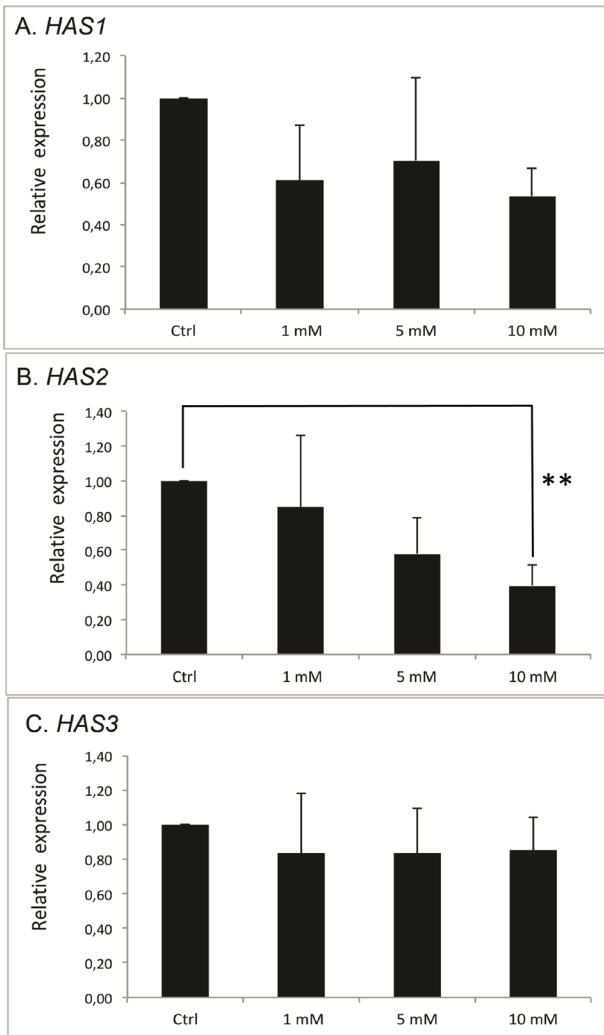 A. HAS1
Relative expression
1,20
1,00
0,80
0,60
0,40
0,20
0,00
Ctrl 1 mM 5 mM 10 mM
B. HAS2
Relative expression
1,40
1,20
1,00
0,80
0,60
0,40
0,20
0,00
**
Ctrl 1 mM 5 mM 10 mM
C. HAS3
Relative expression
1,40
1,20
1,00
0,80
0,60
0,40
0,20
0,00
Ctrl 1 mM 5 mM 10 mM